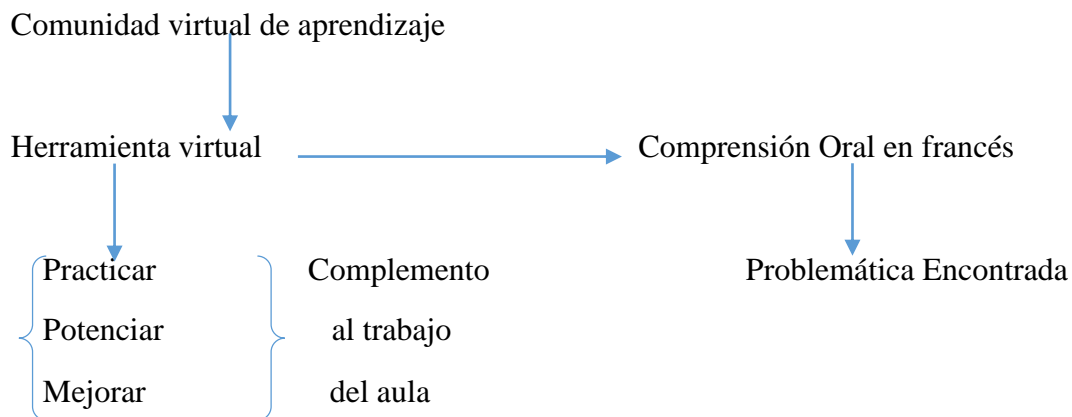 Comunidad virtual de aprendizaje
Herramienta virtual Comprensión Oral en francés
Practicar Complemento Problemática Encontrada
Potenciar al trabajo
Mejorar del aula